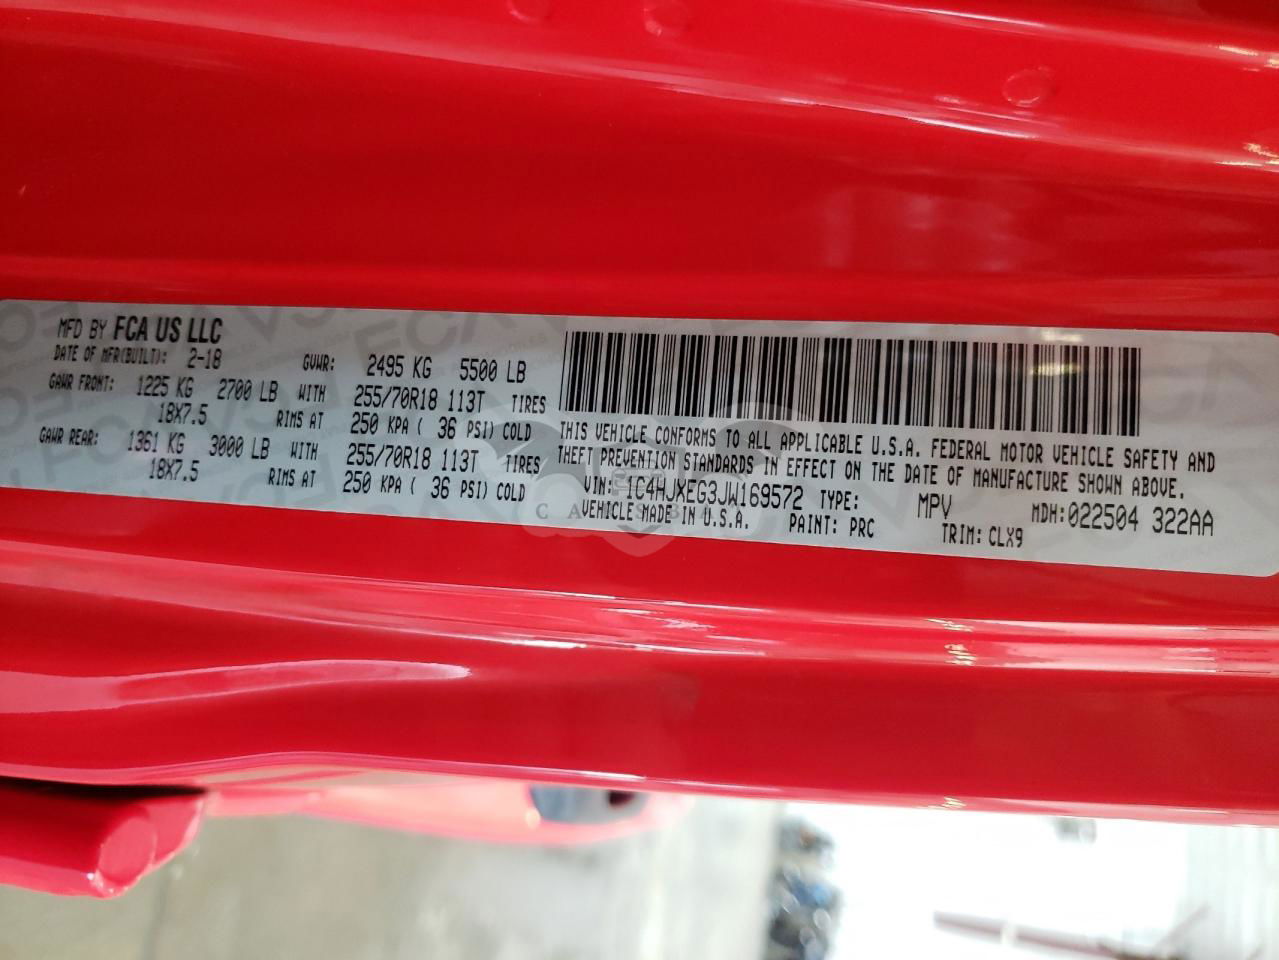 MFD BY FCA US LLC
DATE OF MFR(BUILT): 2-18 GVWR: 2495 KG 5500 LB
GAWR FRONT: 1225 KG 2700 LB WITH 255/70R18 113T TIRES
18X7.5 RIMS AT 250 KPA ( 36 PSI) COLD
GAWR REAR: 1361 KG 3000 LB WITH 255/70R18 113T TIRES
18X7.5 RIMS AT 250 KPA ( 36 PSI) COLD
THIS VEHICLE CONFORMS TO ALL APPLICABLE U.S.A. FEDERAL MOTOR VEHICLE SAFETY AND
THEFT PREVENTION STANDARDS IN EFFECT ON THE DATE OF MANUFACTURE SHOWN ABOVE.
VIN: 1C4HJXEG3JW169572 TYPE: MPV MDH:022504 322AA
VEHICLE MADE IN U.S.A. PAINT: PRC TRIM: CLX9